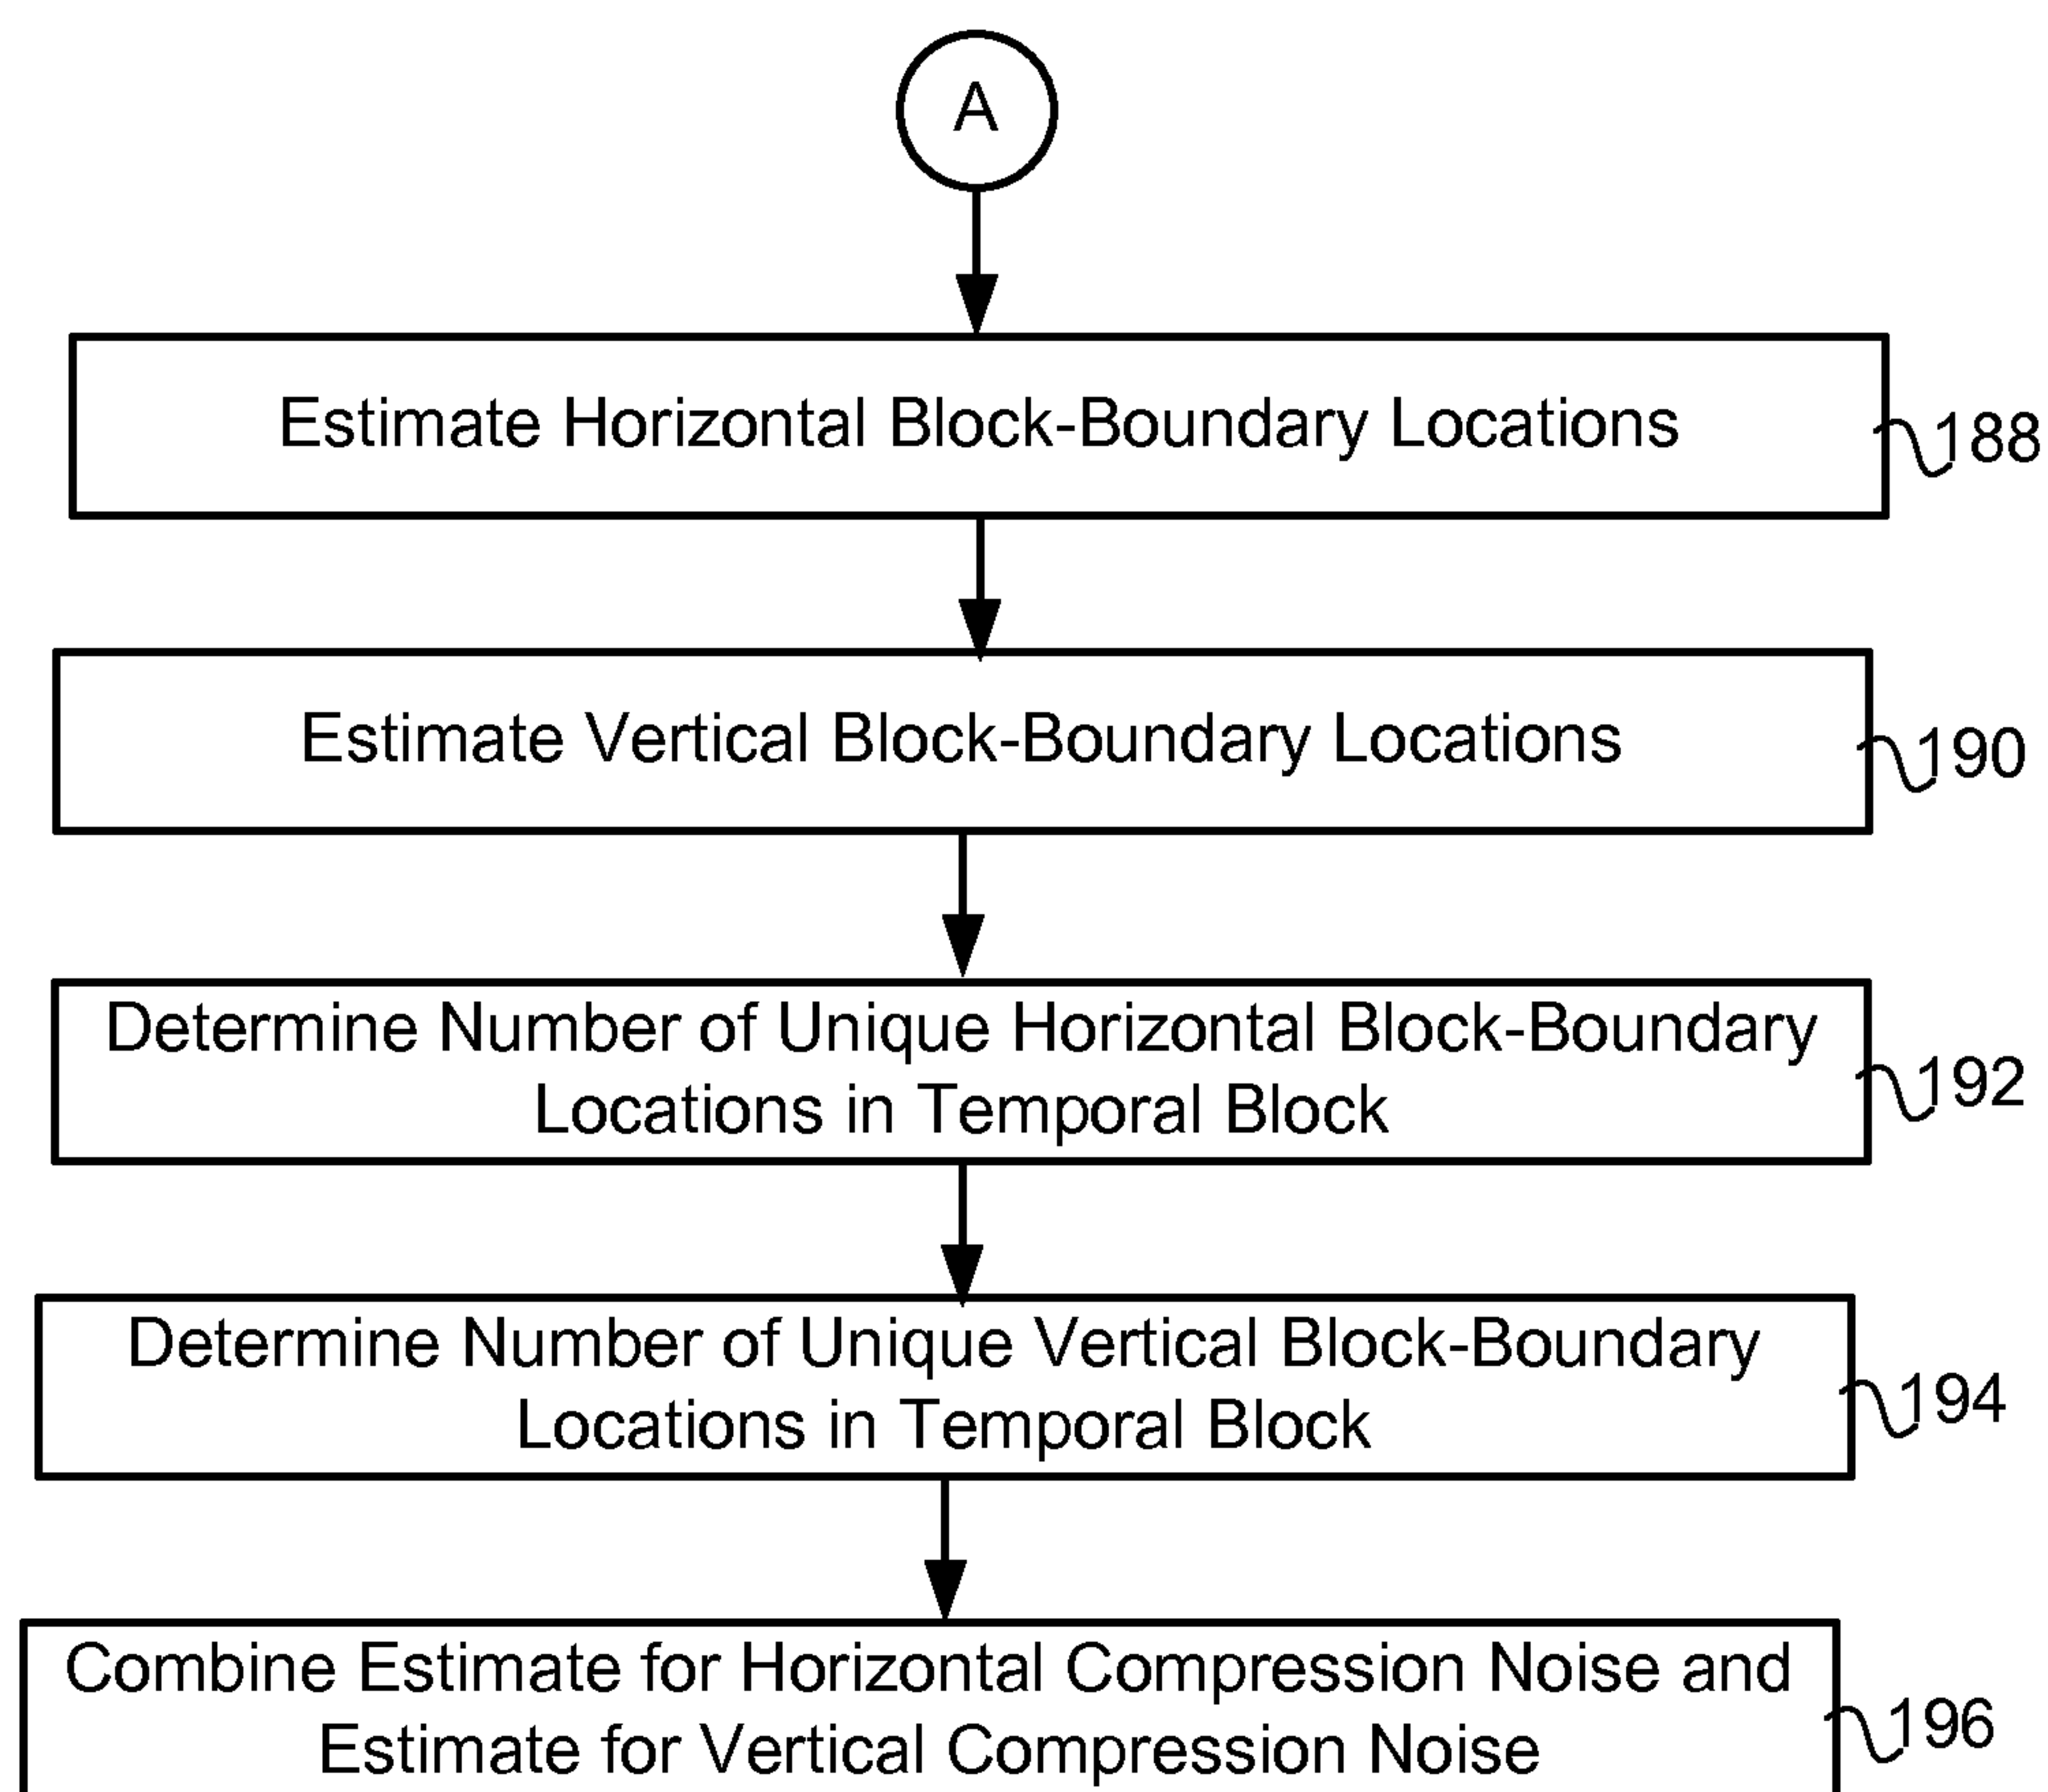 A
Estimate Horizontal Block-Boundary Locations
188
Estimate Vertical Block-Boundary Locations
190
Determine Number of Unique Horizontal Block-Boundary
Locations in Temporal Block
192
Determine Number of Unique Vertical Block-Boundary
Locations in Temporal Block
194
Combine Estimate for Horizontal Compression Noise and
Estimate for Vertical Compression Noise
196